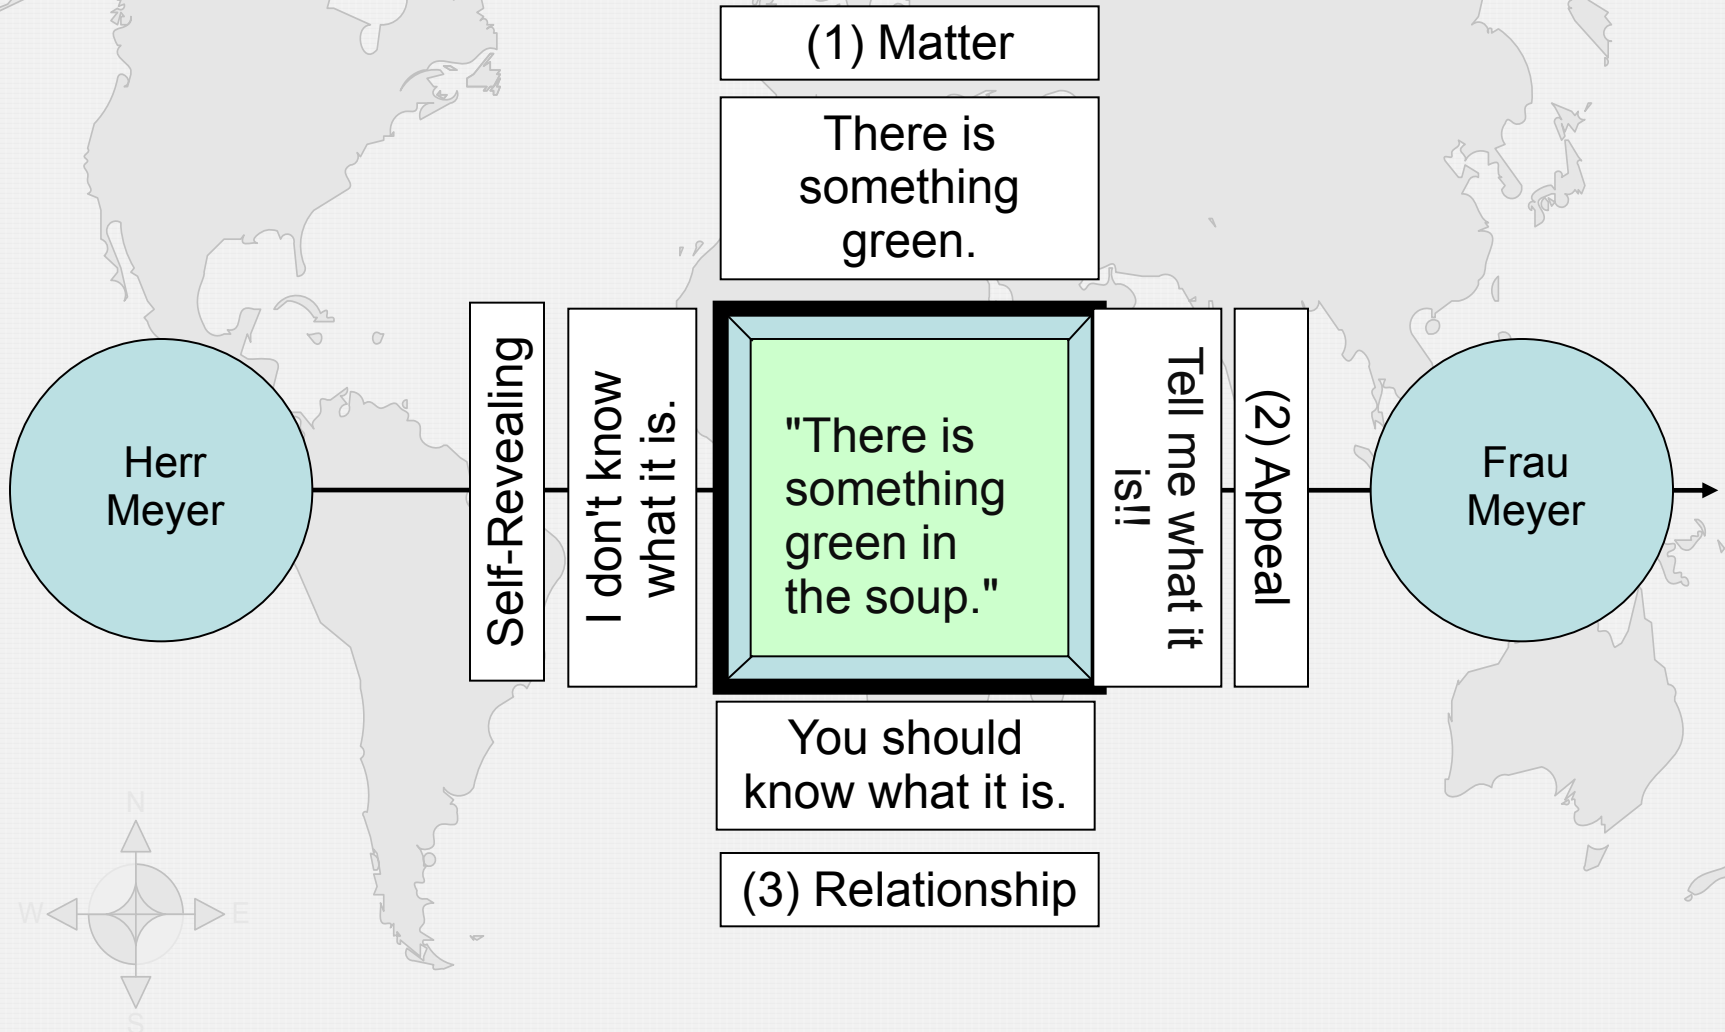 (1) Matter
There is
something
green.
Herr
Meyer
Self-Revealing
I don't know
what it is.
"There is
something
green in
the soup."
Tell me what it
is!!
(2) Appeal
Frau
Meyer
You should
know what it is.
(3) Relationship
N
W
E
S